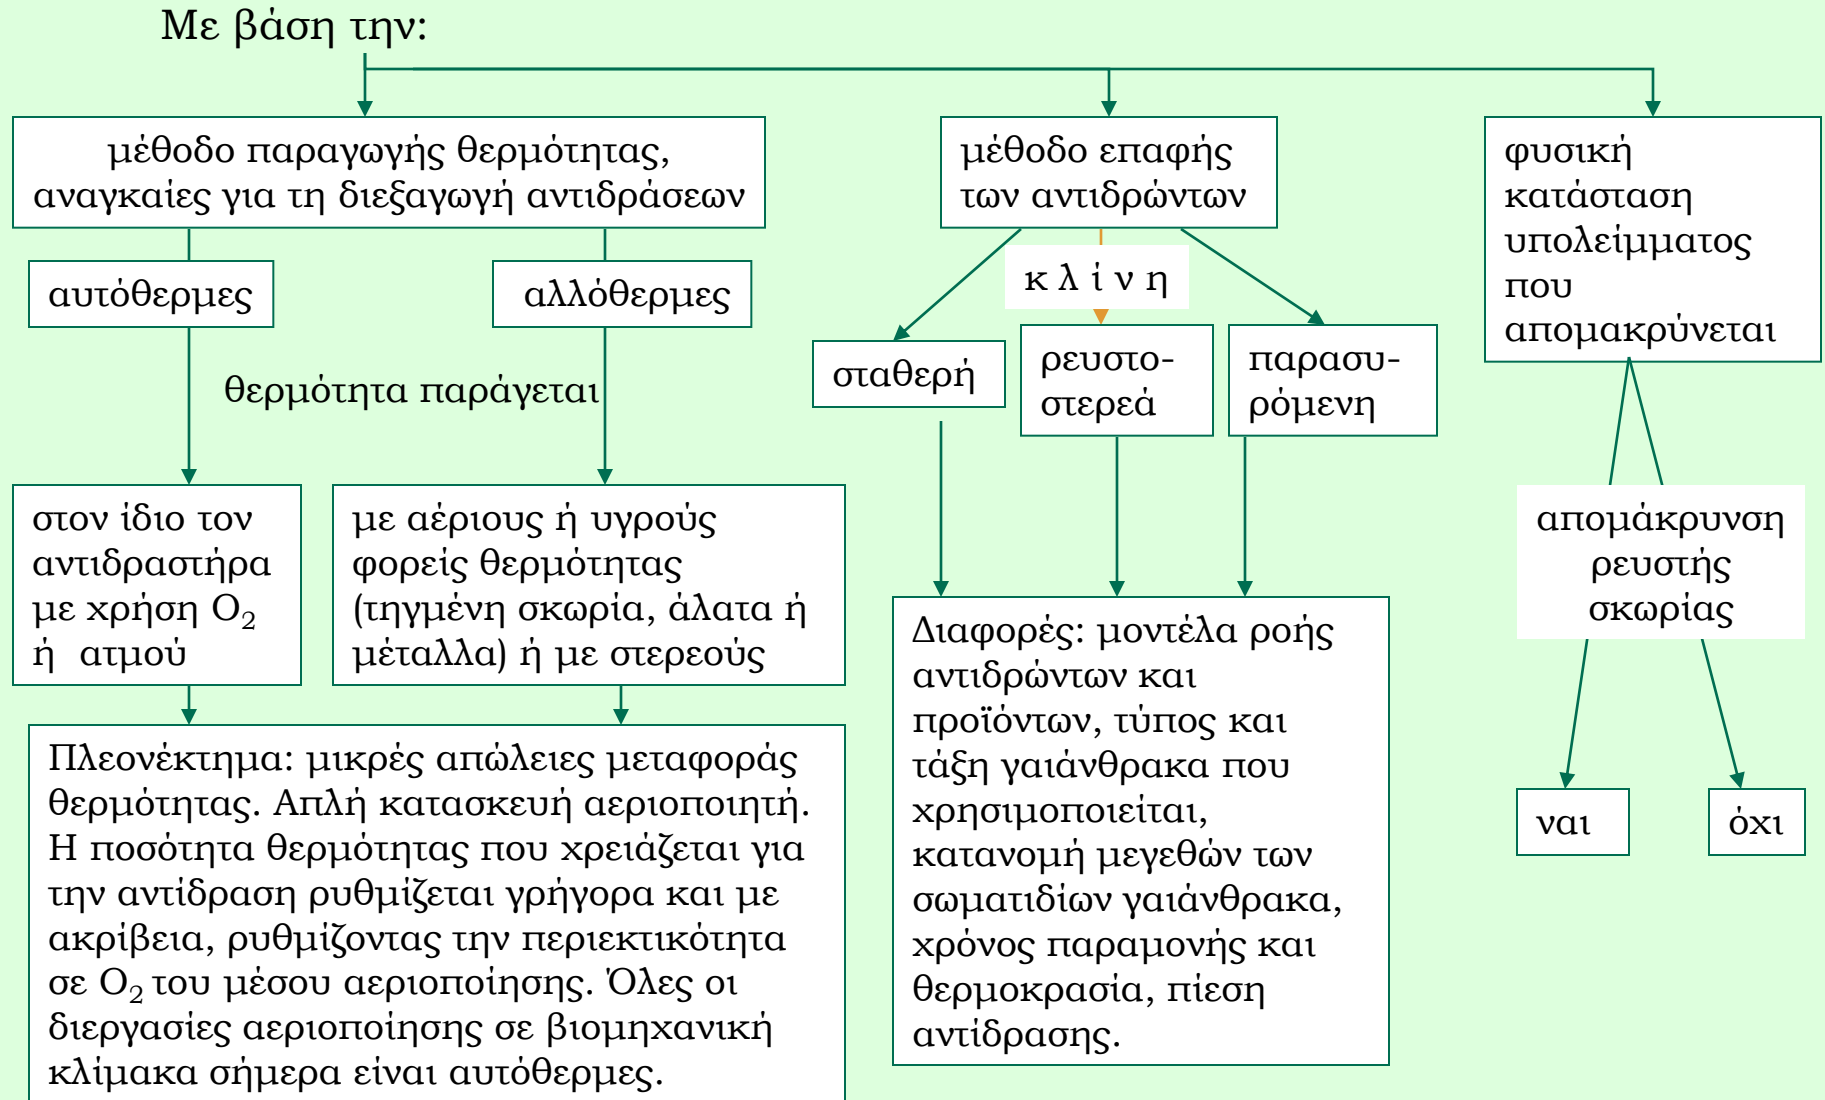 Με βάση την:
μέθοδο παραγωγής θερμότητας,
αναγκαίες για τη διεξαγωγή αντιδράσεων
αυτόθερμες
αλλόθερμες
θερμότητα παράγεται
στον ίδιο τον
αντιδραστήρα
με χρήση O₂
ή ατμού
με αέριους ή υγρούς
φορείς θερμότητας
(τηγμένη σκωρία, άλατα ή
μέταλλα) ή με στερεούς
Πλεονέκτημα: μικρές απώλειες μεταφοράς
θερμότητας. Απλή κατασκευή αεριοποιητή.
Η ποσότητα θερμότητας που χρειάζεται για
την αντίδραση ρυθμίζεται γρήγορα και με
ακρίβεια, ρυθμίζοντας την περιεκτικότητα
σε O₂ του μέσου αεριοποίησης. Όλες οι
διεργασίες αεριοποίησης σε βιομηχανική
κλίμακα σήμερα είναι αυτόθερμες.
μέθοδο επαφής
των αντιδρώντων
κ λ ί ν η
σταθερή
ρευστο-
στερεά
παρασυ-
ρόμενη
Διαφορές: μοντέλα ροής
αντιδρώντων και
προϊόντων, τύπος και
τάξη γαιάνθρακα που
χρησιμοποιείται,
κατανομή μεγεθών των
σωματιδίων γαιάνθρακα,
χρόνος παραμονής και
θερμοκρασία, πίεση
αντίδρασης.
φυσική
κατάσταση
υπολείμματος
που
απομακρύνεται
απομάκρυνση
ρευστής
σκωρίας
ναι
όχι